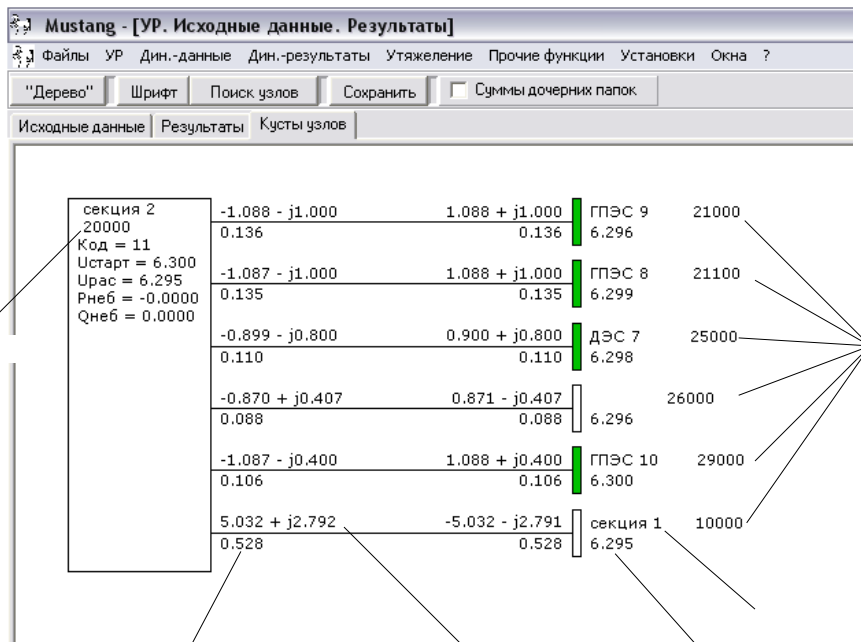 Mustang - [УР. Исходные данные. Результаты]
Файлы УР Дин.-данные Дин.-результаты Утяжеление Прочие функции Установки Окна ?
"Дерево" Шрифт Поиск узлов Сохранить Суммы дочерних папок
Исходные данные Результаты Кусты узлов
секция 2
20000
Код = 11
Uстарт = 6.300
Uрас = 6.295
Pнеб = -0.0000
Qнеб = 0.0000
-1.088 - j1.000 1.088 + j1.000 ГПЭС 9 21000
0.136 0.136 6.296
-1.087 - j1.000 1.088 + j1.000 ГПЭС 8 21100
0.135 0.135 6.299
-0.899 - j0.800 0.900 + j0.800 ДЭС 7 25000
0.110 0.110 6.298
-0.870 + j0.407 0.871 - j0.407 26000
0.088 0.088 6.296
-1.087 - j0.400 1.088 + j0.400 ГПЭС 10 29000
0.106 0.106 6.300
5.032 + j2.792 -5.032 - j2.791 секция 1 10000
0.528 0.528 6.295